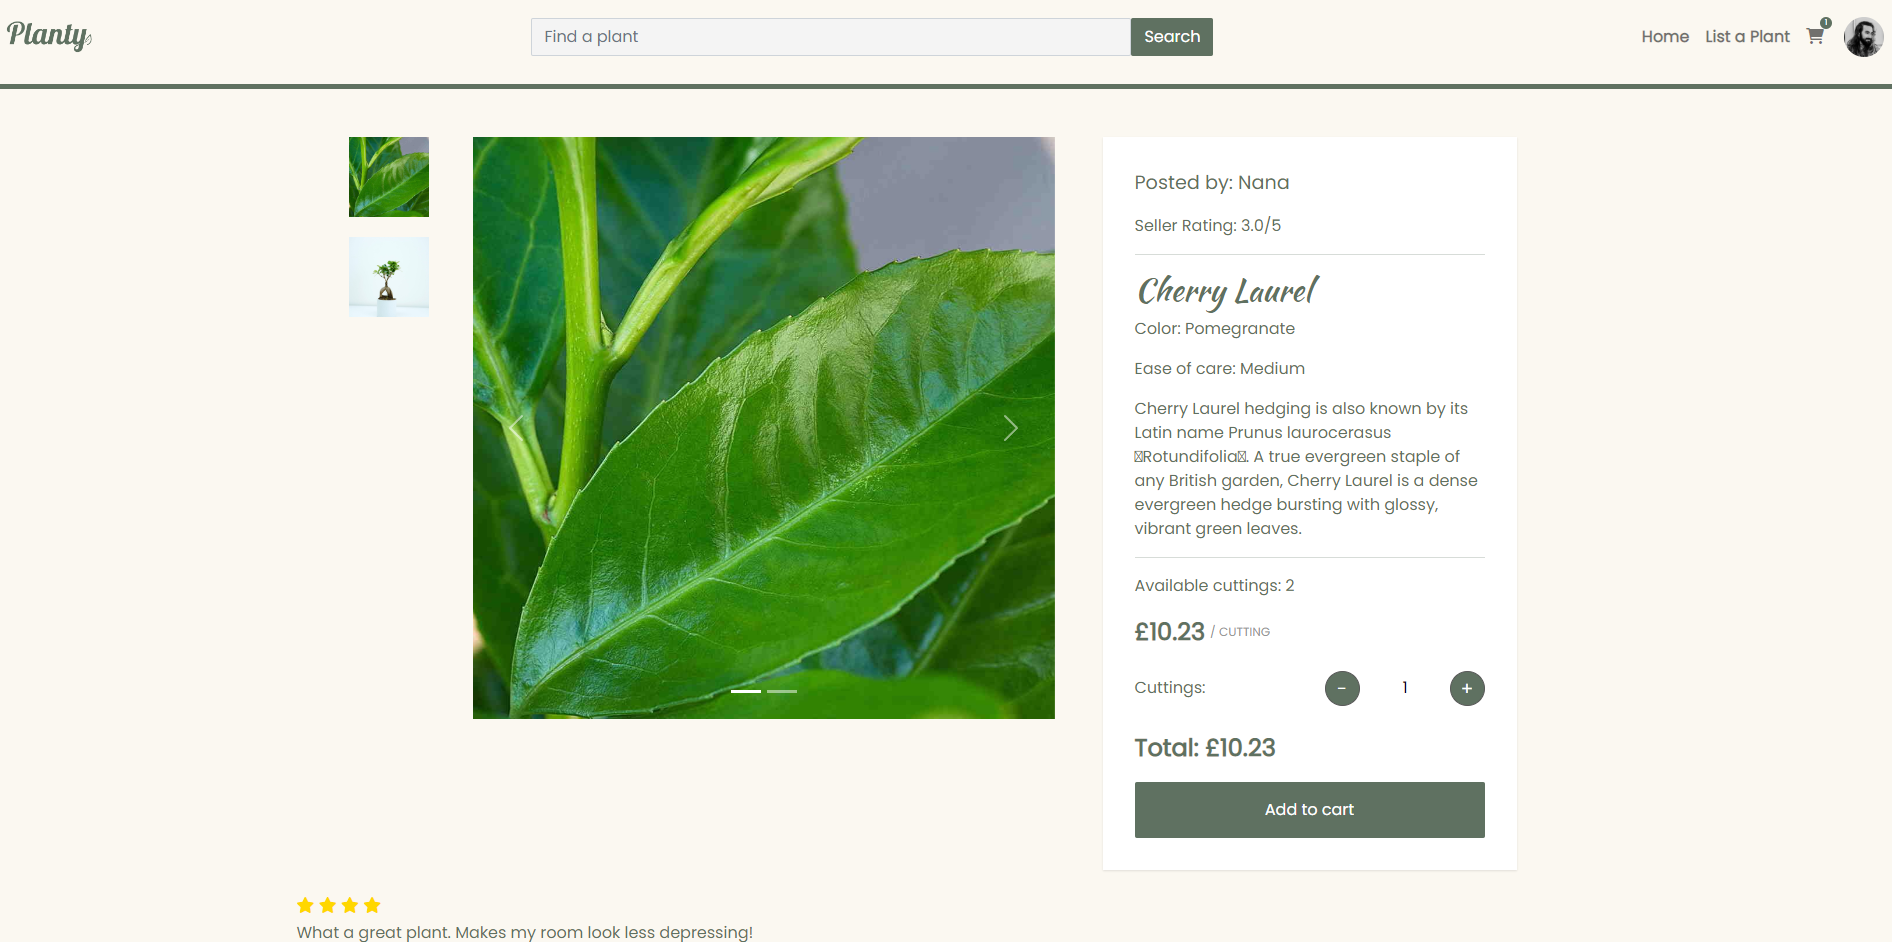 Planty
Find a plant
Search
Home
List a Plant
1
Posted by: Nana
Seller Rating: 3.0/5
Cherry Laurel
Color: Pomegranate
Ease of care: Medium
Cherry Laurel hedging is also known by its
Latin name Prunus laurocerasus
Rotundifolia. A true evergreen staple of
any British garden, Cherry Laurel is a dense
evergreen hedge bursting with glossy,
vibrant green leaves.
Available cuttings: 2
£10.23 / CUTTING
Cuttings:
-
1
+
Total: £10.23
Add to cart
What a great plant. Makes my room look less depressing!